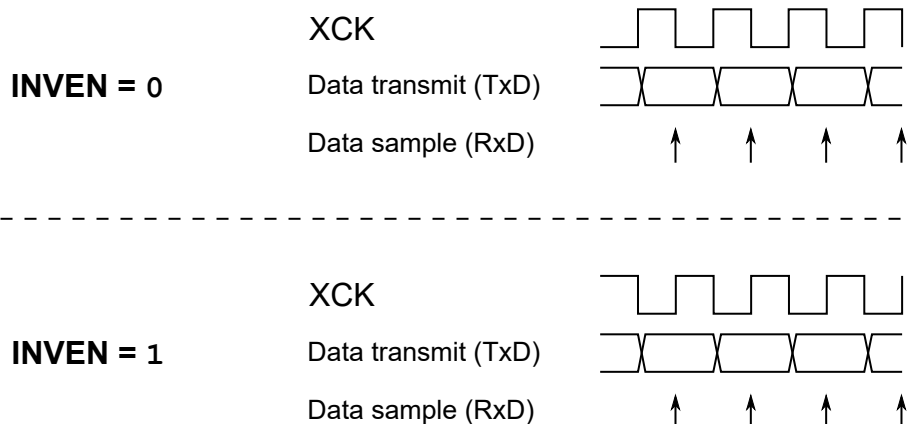 XCK
INVEN = 0
Data transmit (TxD)
Data sample (RxD)
XCK
INVEN = 1
Data transmit (TxD)
Data sample (RxD)